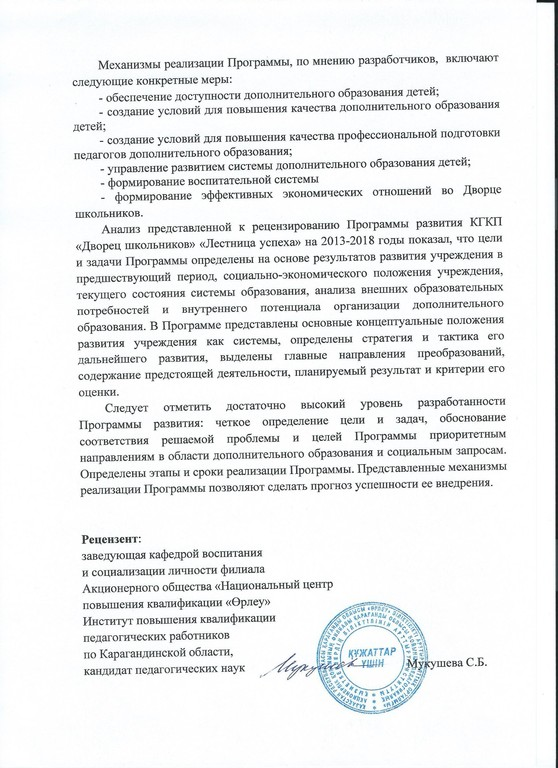 Механизмы реализации Программы, по мнению разработчиков, включают
следующие конкретные меры:
- обеспечение доступности дополнительного образования детей;
- создание условий для повышения качества дополнительного образования
детей;
- создание условий для повышения качества профессиональной подготовки
педагогов дополнительного образования;
- управление развитием системы дополнительного образования детей;
- формирование воспитательной системы
- формирование эффективных экономических отношений во Дворце
школьников.
Анализ представленной к рецензированию Программы развития КГКП
«Дворец школьников» «Лестница успеха» на 2013-2018 годы показал, что цели
и задачи Программы определены на основе результатов развития учреждения в
предшествующий период, социально-экономического положения учреждения,
текущего состояния системы образования, анализа внешних образовательных
потребностей и внутреннего потенциала организации дополнительного
образования. В Программе представлены основные концептуальные положения
развития учреждения как системы, определены стратегия и тактика его
дальнейшего развития, выделены главные направления преобразований,
содержание предстоящей деятельности, планируемый результат и критерии его
оценки.
Следует отметить достаточно высокий уровень разработанности
Программы развития: четкое определение цели и задач, обоснование
соответствия решаемой проблемы и целей Программы приоритетным
направлениям в области дополнительного образования и социальным запросам.
Определены этапы и сроки реализации Программы. Представленные механизмы
реализации Программы позволяют сделать прогноз успешности ее внедрения.
Рецензент:
заведующая кафедрой воспитания
и социализации личности филиала
Акционерного общества «Национальный центр
повышения квалификации «Өрлеу»
Институт повышения квалификации
педагогических работников
по Карагандинской области,
кандидат педагогических наук Мукушева С.Б.
ҚҰЖАТТАР
ҮШІН